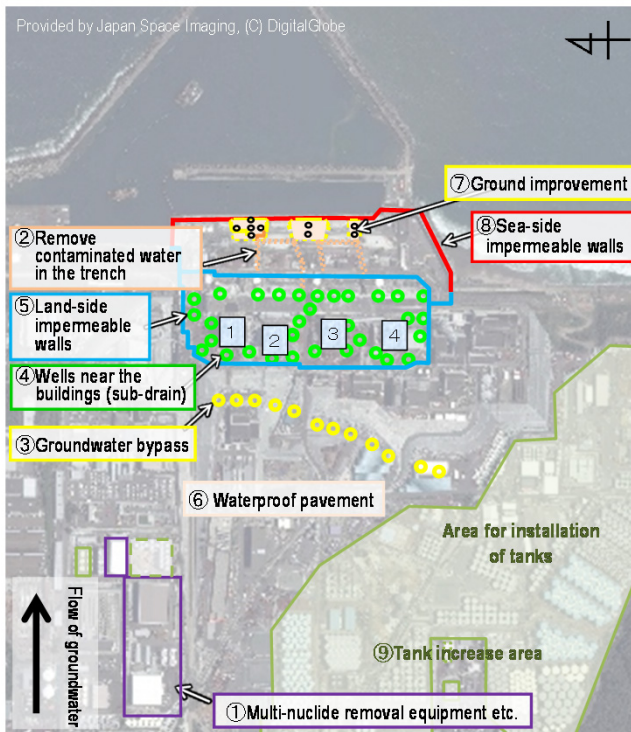 Provided by Japan Space Imaging, (C) DigitalGlobe
⑦Ground improvement
⑧Sea-side
impermeable walls
②Remove
contaminated water
in the trench
⑤Land-side
impermeable
walls
1
2
3
4
④Wells near the
buildings (sub-drain)
③Groundwater bypass
⑥ Waterproof pavement
Area for installation
of tanks
Flow of groundwater
⑨Tank increase area
①Multi-nuclide removal equipment etc.